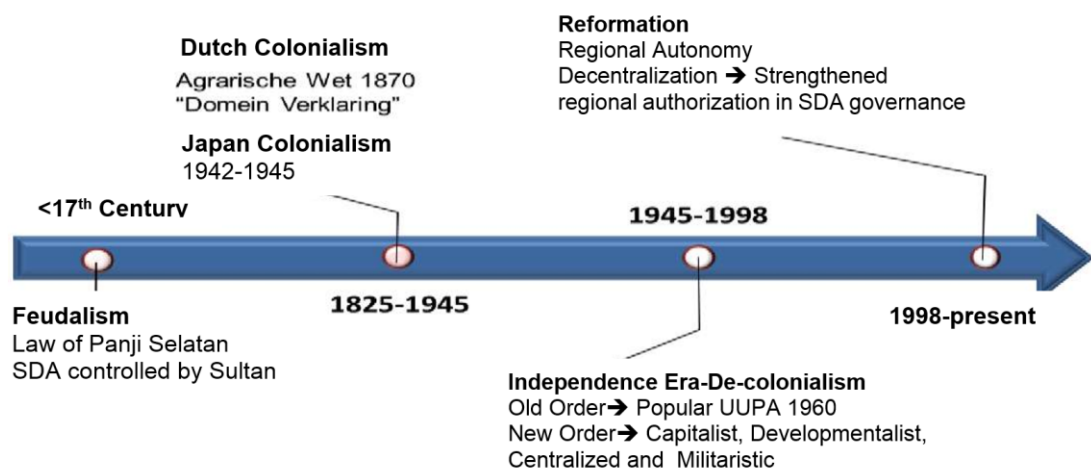 <17th Century
Feudalism
Law of Panji Selatan
SDA controlled by Sultan
Dutch Colonialism
Agrarische Wet 1870
“Domein Verklaring”
Japan Colonialism
1942-1945
1825-1945
1945-1998
Independence Era-De-colonialism
Old Order➔ Popular UUPA 1960
New Order➔ Capitalist, Developmentalist,
Centralized and Militaristic
Reformation
Regional Autonomy
Decentralization ➔ Strengthened
regional authorization in SDA governance
1998-present